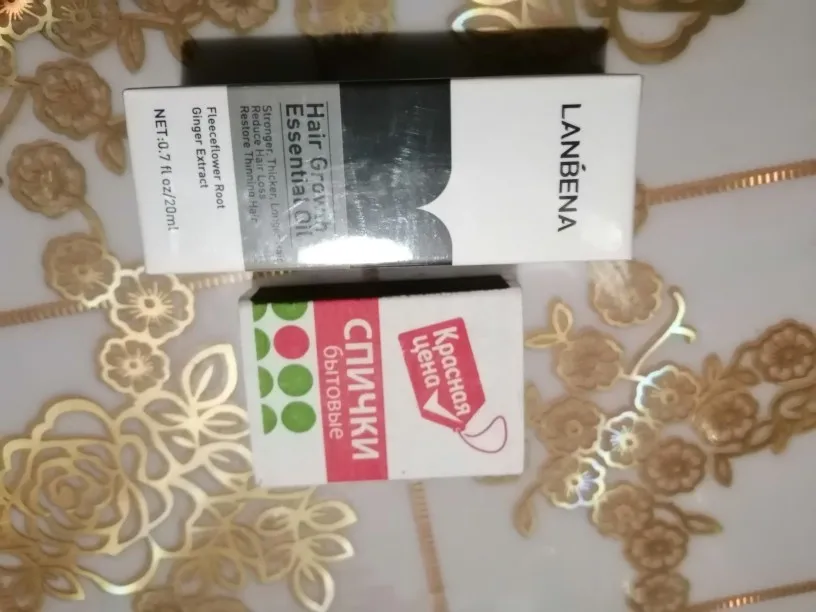 LANBENA
Hair Growth
Essential Oil
Stronger, Thicker, Longer Hair
Reduce Hair Loss
Restore Thinning Hair
Fleeceflower Root
Ginger Extract
NET:0.7 fl oz/20ml
Красная
цена
СПИЧКИ
бытовые